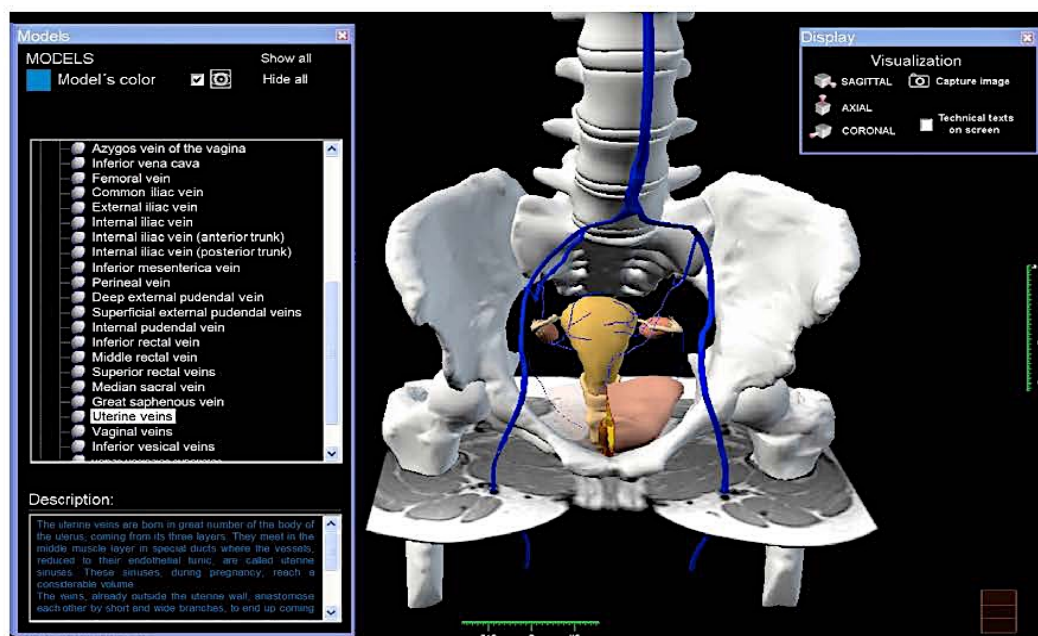 Models
MODELS
Show all
Model´s color
Hide all
Azygos vein of the vagina
Inferior vena cava
Femoral vein
Common iliac vein
External iliac vein
Internal iliac vein
Internal iliac vein (anterior trunk)
Internal iliac vein (posterior trunk)
Inferior mesenterica vein
Perineal vein
Deep external pudendal vein
Superficial external pudendal veins
Internal pudendal vein
Inferior rectal vein
Middle rectal vein
Superior rectal veins
Median sacral vein
Great saphenous vein
Uterine veins
Vaginal veins
Inferior vesical veins
Description:
The uterine veins are born in great number of the body of
the uterus, coming from its three layers. They meet in the
middle muscle layer in special ducts where the vessels,
reduced to their endothelial tunic, are called uterine
sinuses. These sinuses, during pregnancy, reach a
considerable volume
The veins, already outside the uterine wall, anastomose
each other by short and wide branches, to end up coming
Display
Visualization
SAGITTAL
Capture image
AXIAL
Technical texts
on screen
CORONAL